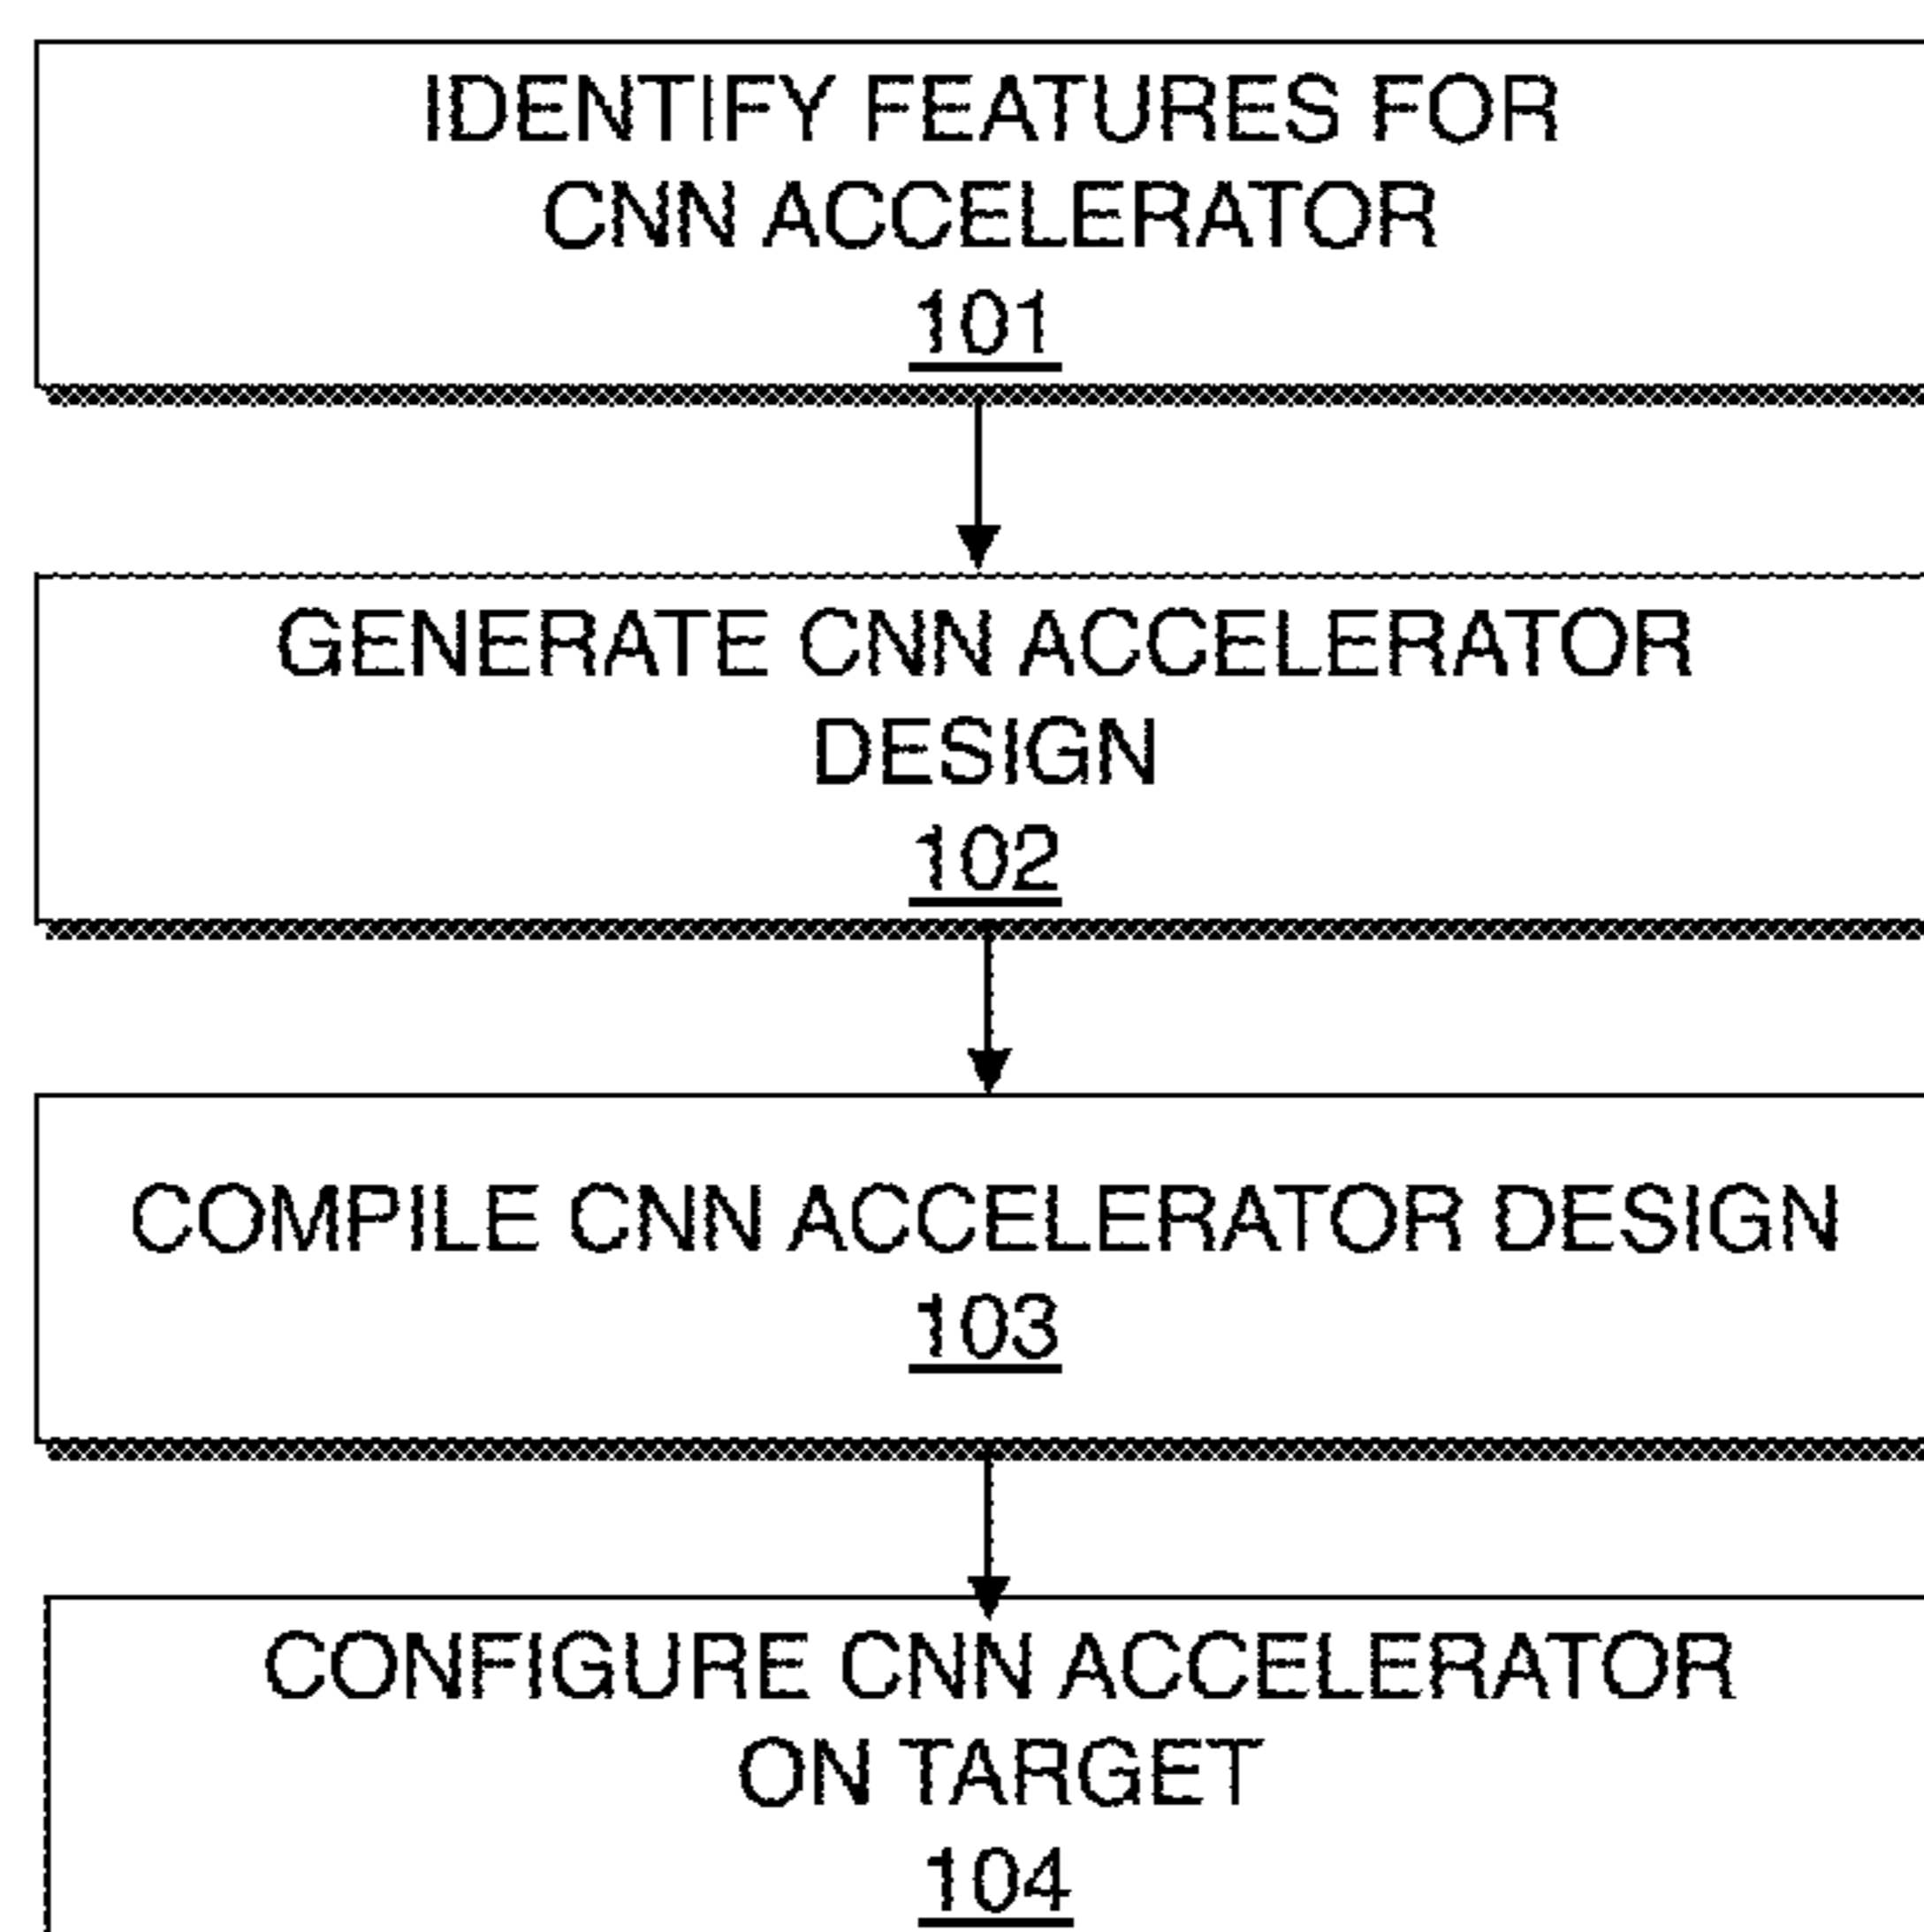 IDENTIFY FEATURES FOR
CNN ACCELERATOR
101
GENERATE CNN ACCELERATOR
DESIGN
102
COMPILE CNN ACCELERATOR DESIGN
103
CONFIGURE CNN ACCELERATOR
ON TARGET
104